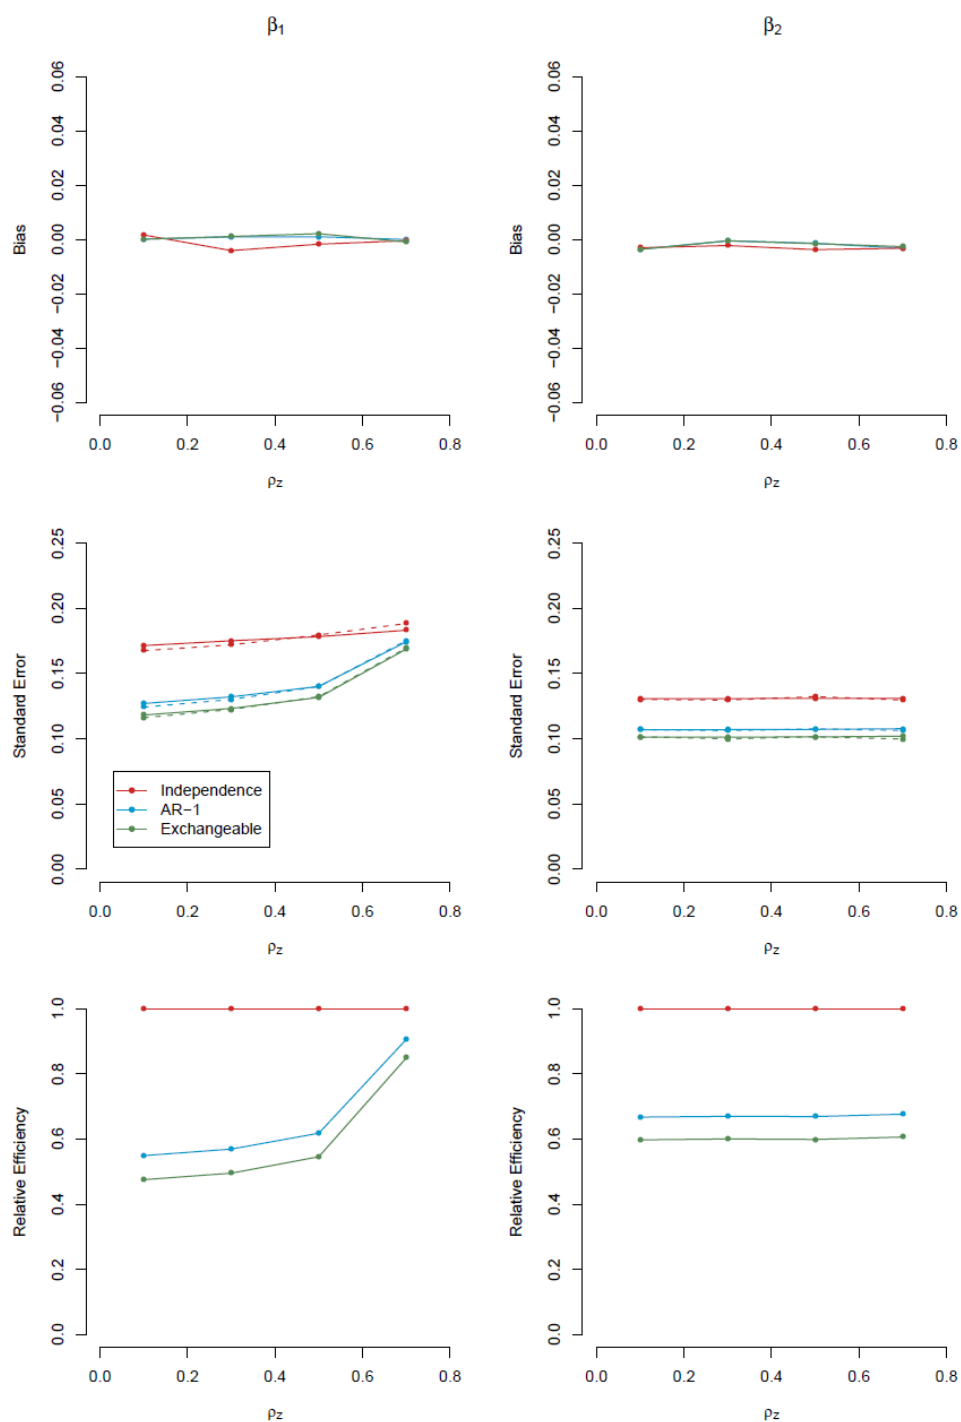 β1
β2
Bias
0.06
0.04
0.02
0.00
−0.02
−0.04
−0.06
0.0 0.2 0.4 0.6 0.8
ρz
Bias
0.06
0.04
0.02
0.00
−0.02
−0.04
−0.06
0.0 0.2 0.4 0.6 0.8
ρz
Standard Error
0.25
0.20
0.15
0.10
0.05
0.00
Independence
AR−1
Exchangeable
0.0 0.2 0.4 0.6 0.8
ρz
Standard Error
0.25
0.20
0.15
0.10
0.05
0.00
0.0 0.2 0.4 0.6 0.8
ρz
Relative Efficiency
1.0
0.8
0.6
0.4
0.2
0.0
0.0 0.2 0.4 0.6 0.8
ρz
Relative Efficiency
1.0
0.8
0.6
0.4
0.2
0.0
0.0 0.2 0.4 0.6 0.8
ρz